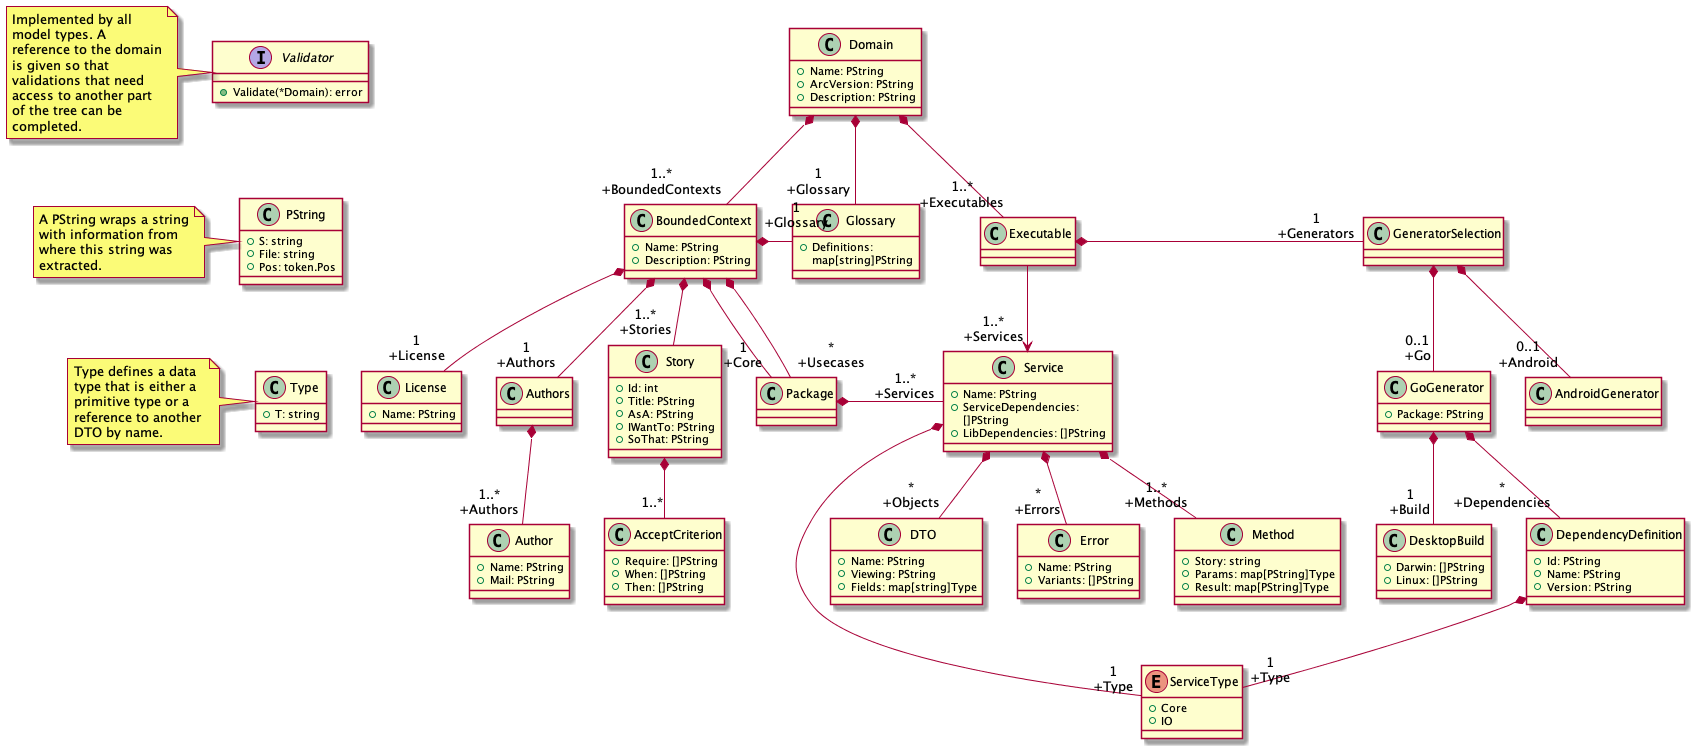 Implemented by all
model types. A
reference to the domain
is given so that
validations that need
access to another part
of the tree can be
completed.
I Validator
Validate(*Domain): error
C Domain
Name: PString
ArcVersion: PString
Description: PString
1..*
+BoundedContexts
1
+Glossary
1..*
+Executables
A PString wraps a string
with information from
where this string was
extracted.
C PString
S: string
File: string
Pos: token.Pos
C BoundedContext
Name: PString
Description: PString
1
+Glossary
C Glossary
Definitions:
map[string]PString
C Executable
1
+Generators
C GeneratorSelection
1
+License
1
+Authors
1..*
+Stories
1
+Core
*
+Usecases
1..*
+Services
0..1
+Go
0..1
+Android
Type defines a data
type that is either a
primitive type or a
reference to another
DTO by name.
C Type
T: string
C License
Name: PString
C Authors
C Story
Id: int
Title: PString
AsA: PString
IWantTo: PString
SoThat: PString
C Package
1..*
+Services
C Service
Name: PString
ServiceDependencies:
[]PString
LibDependencies: []PString
C GoGenerator
Package: PString
C AndroidGenerator
1..*
+Authors
1..*
*
+Objects
*
+Errors
1..*
+Methods
1
+Build
*
+Dependencies
C Author
Name: PString
Mail: PString
C AcceptCriterion
Require: []PString
When: []PString
Then: []PString
C DTO
Name: PString
Viewing: PString
Fields: map[string]Type
C Error
Name: PString
Variants: []PString
C Method
Story: string
Params: map[PString]Type
Result: map[PString]Type
C DesktopBuild
Darwin: []PString
Linux: []PString
C DependencyDefinition
Id: PString
Name: PString
Version: PString
1
+Type
1
+Type
E ServiceType
Core
IO